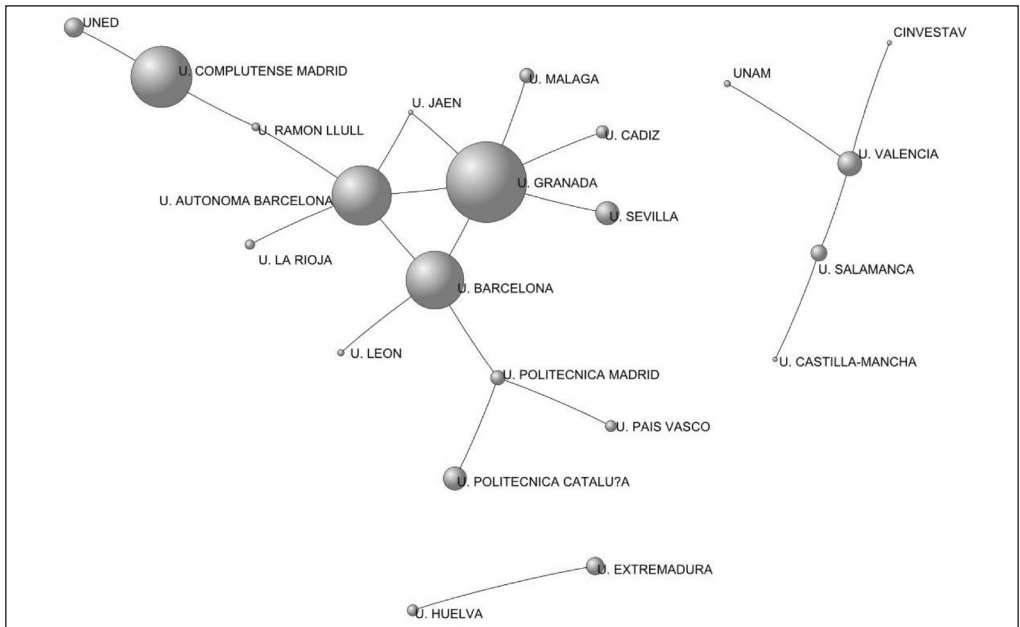 UNED
CINVESTAV
U. COMPLUTENSE MADRID
UNAM
U. MALAGA
U. JAEN
U. RAMON LLULL
U. CADIZ
U. VALENCIA
U. GRANADA
U. AUTONOMA BARCELONA
U. SEVILLA
U. LA RIOJA
U. SALAMANCA
U. BARCELONA
U. LEON
U. CASTILLA-MANCHA
U. POLITECNICA MADRID
U. PAIS VASCO
U. POLITECNICA CATALU?A
U. EXTREMADURA
U. HUELVA